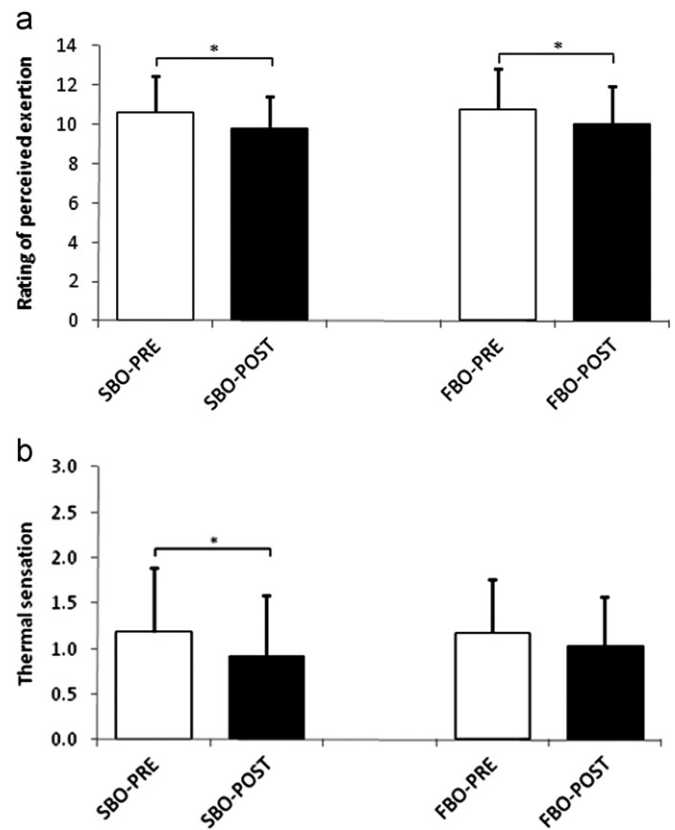 a
Rating of perceived exertion
14
12
10
8
6
4
2
0
*
*
SBO-PRE
SBO-POST
FBO-PRE
FBO-POST
b
Thermal sensation
3.0
2.5
2.0
1.5
1.0
0.5
0.0
*
SBO-PRE
SBO-POST
FBO-PRE
FBO-POST